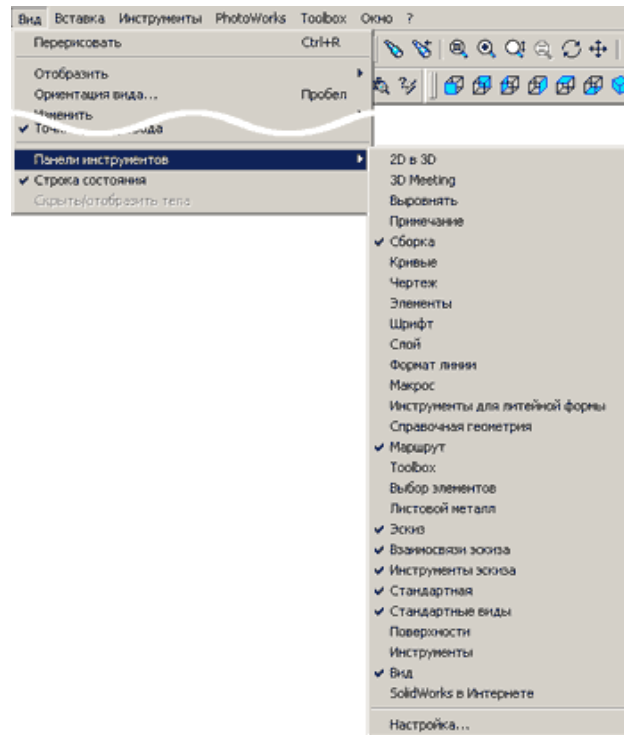 Вид Вставка Инструменты PhotoWorks Toolbox Окно ?
Перерисовать Ctrl+R
Отобразить
Ориентация вида... Пробел
Изменить
Панели инструментов
Строка состояния
Скрыть/отобразить тела
2D в 3D
3D Meeting
Выровнять
Примечание
Сборка
Кривые
Чертеж
Элементы
Шрифт
Слой
Формат линии
Макрос
Инструменты для литейной формы
Справочная геометрия
Маршрут
Toolbox
Выбор элементов
Листовой металл
Эскиз
Взаимосвязи эскиза
Инструменты эскиза
Стандартная
Стандартные виды
Поверхности
Инструменты
Вид
SolidWorks в Интернете
Настройка...